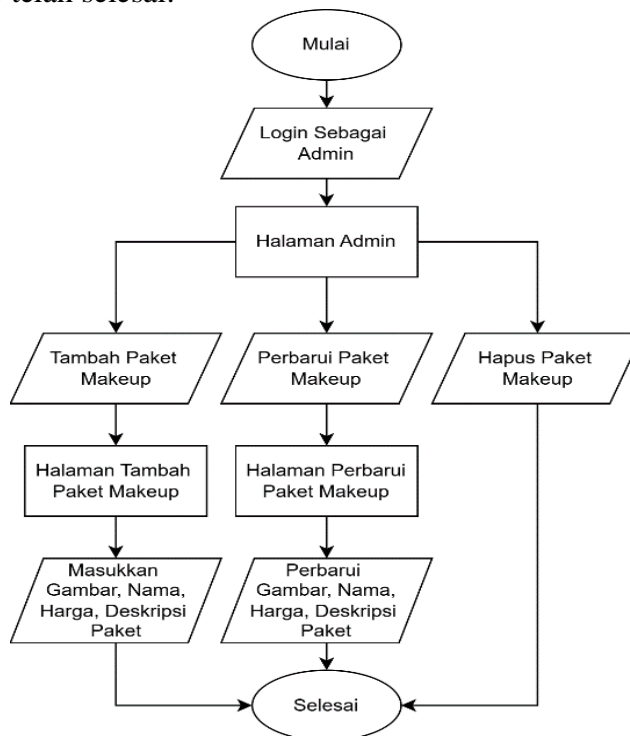 telah selesai.
Mulai
Login Sebagai
Admin
Halaman Admin
Tambah Paket
Makeup
Perbarui Paket
Makeup
Hapus Paket
Makeup
Halaman Tambah
Paket Makeup
Halaman Perbarui
Paket Makeup
Masukkan
Gambar, Nama,
Harga, Deskripsi
Paket
Perbarui
Gambar, Nama,
Harga, Deskripsi
Paket
Selesai